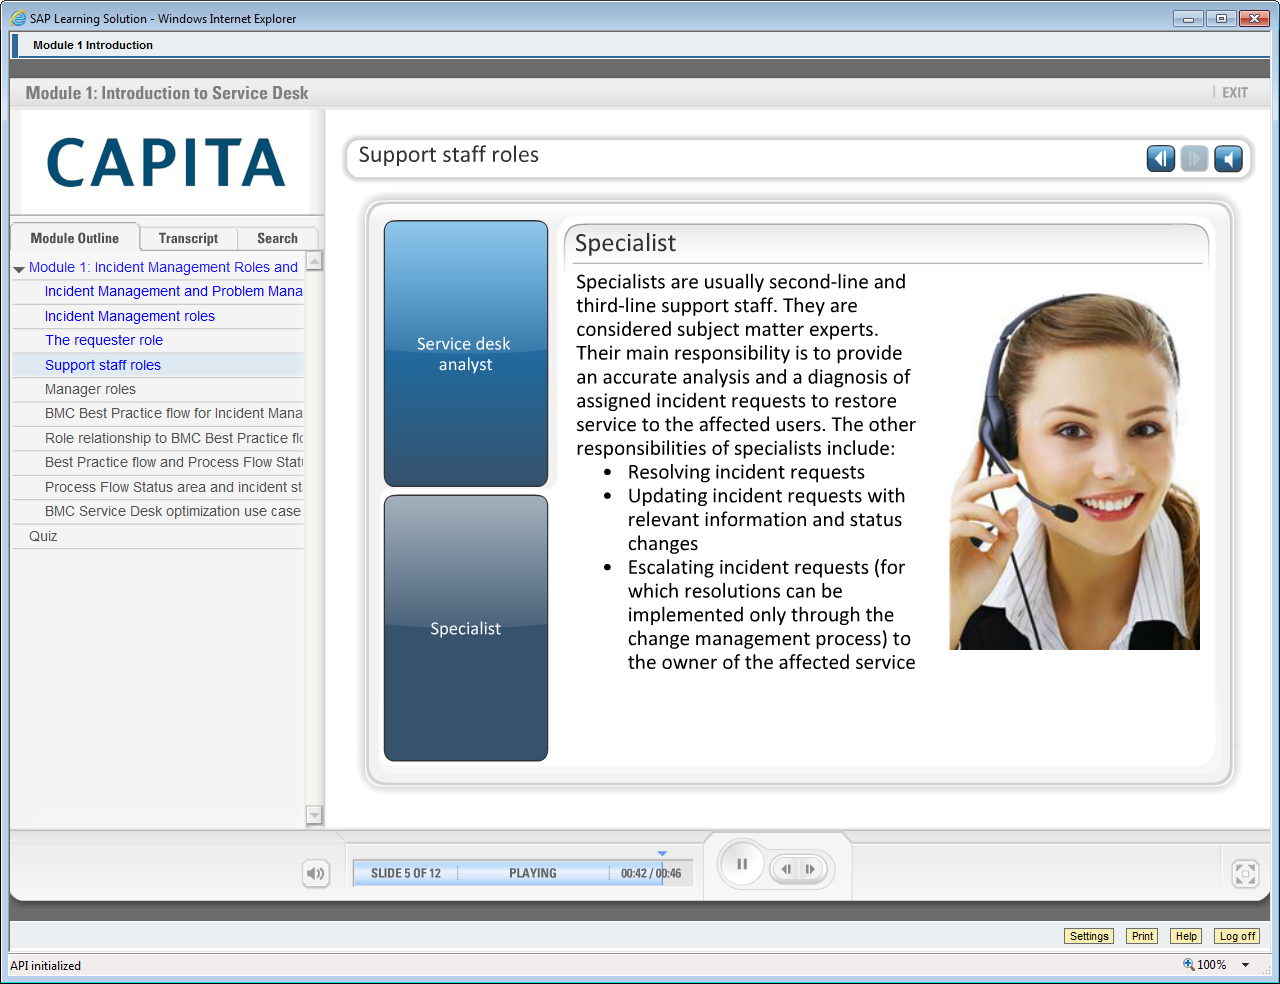 SAP Learning Solution - Windows Internet Explorer
Module 1 Introduction
Module 1: Introduction to Service Desk
EXIT
CAPITA
Support staff roles
Module Outline
Transcript
Search
Module 1: Incident Management Roles and
Incident Management and Problem Mana
Incident Management roles
The requester role
Support staff roles
Manager roles
BMC Best Practice flow for Incident Mana
Role relationship to BMC Best Practice flo
Best Practice flow and Process Flow Statu
Process Flow Status area and incident st
BMC Service Desk optimization use case
Quiz
Service desk
analyst
Specialist
Specialist
Specialists are usually second-line and
third-line support staff. They are
considered subject matter experts.
Their main responsibility is to provide
an accurate analysis and a diagnosis of
assigned incident requests to restore
service to the affected users. The other
responsibilities of specialists include:
• Resolving incident requests
• Updating incident requests with
relevant information and status
changes
• Escalating incident requests (for
which resolutions can be
implemented only through the
change management process) to
the owner of the affected service
SLIDE 5 OF 12
PLAYING
00:42 / 00:46
Settings
Print
Help
Log off
API initialized
100%